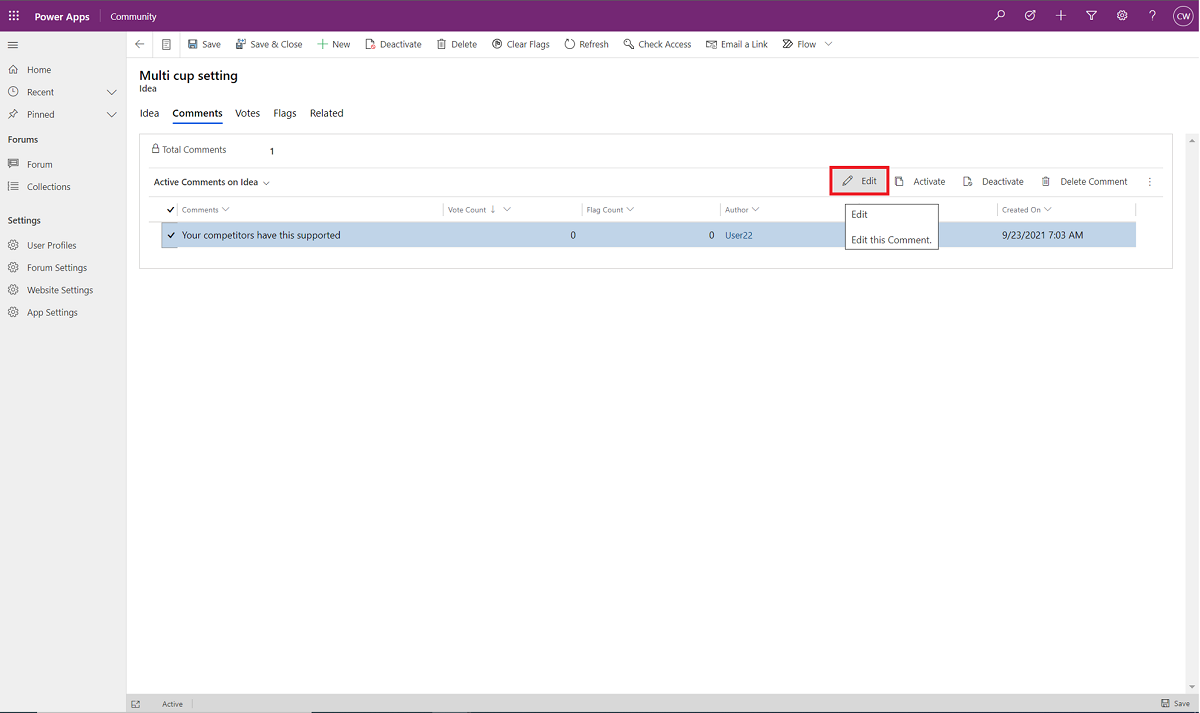 Power Apps Community CW
Save Save & Close New Deactivate Delete Clear Flags Refresh Check Access Email a Link Flow
Home
Recent
Pinned
Forums
Forum
Collections
Settings
User Profiles
Forum Settings
Website Settings
App Settings
Multi cup setting
Idea
Idea Comments Votes Flags Related
Total Comments 1
Active Comments on Idea Edit Activate Deactivate Delete Comment
Comments Vote Count Flag Count Author Created On
Your competitors have this supported 0 0 User22 9/23/2021 7:03 AM
Edit
Edit this Comment.
Active Save